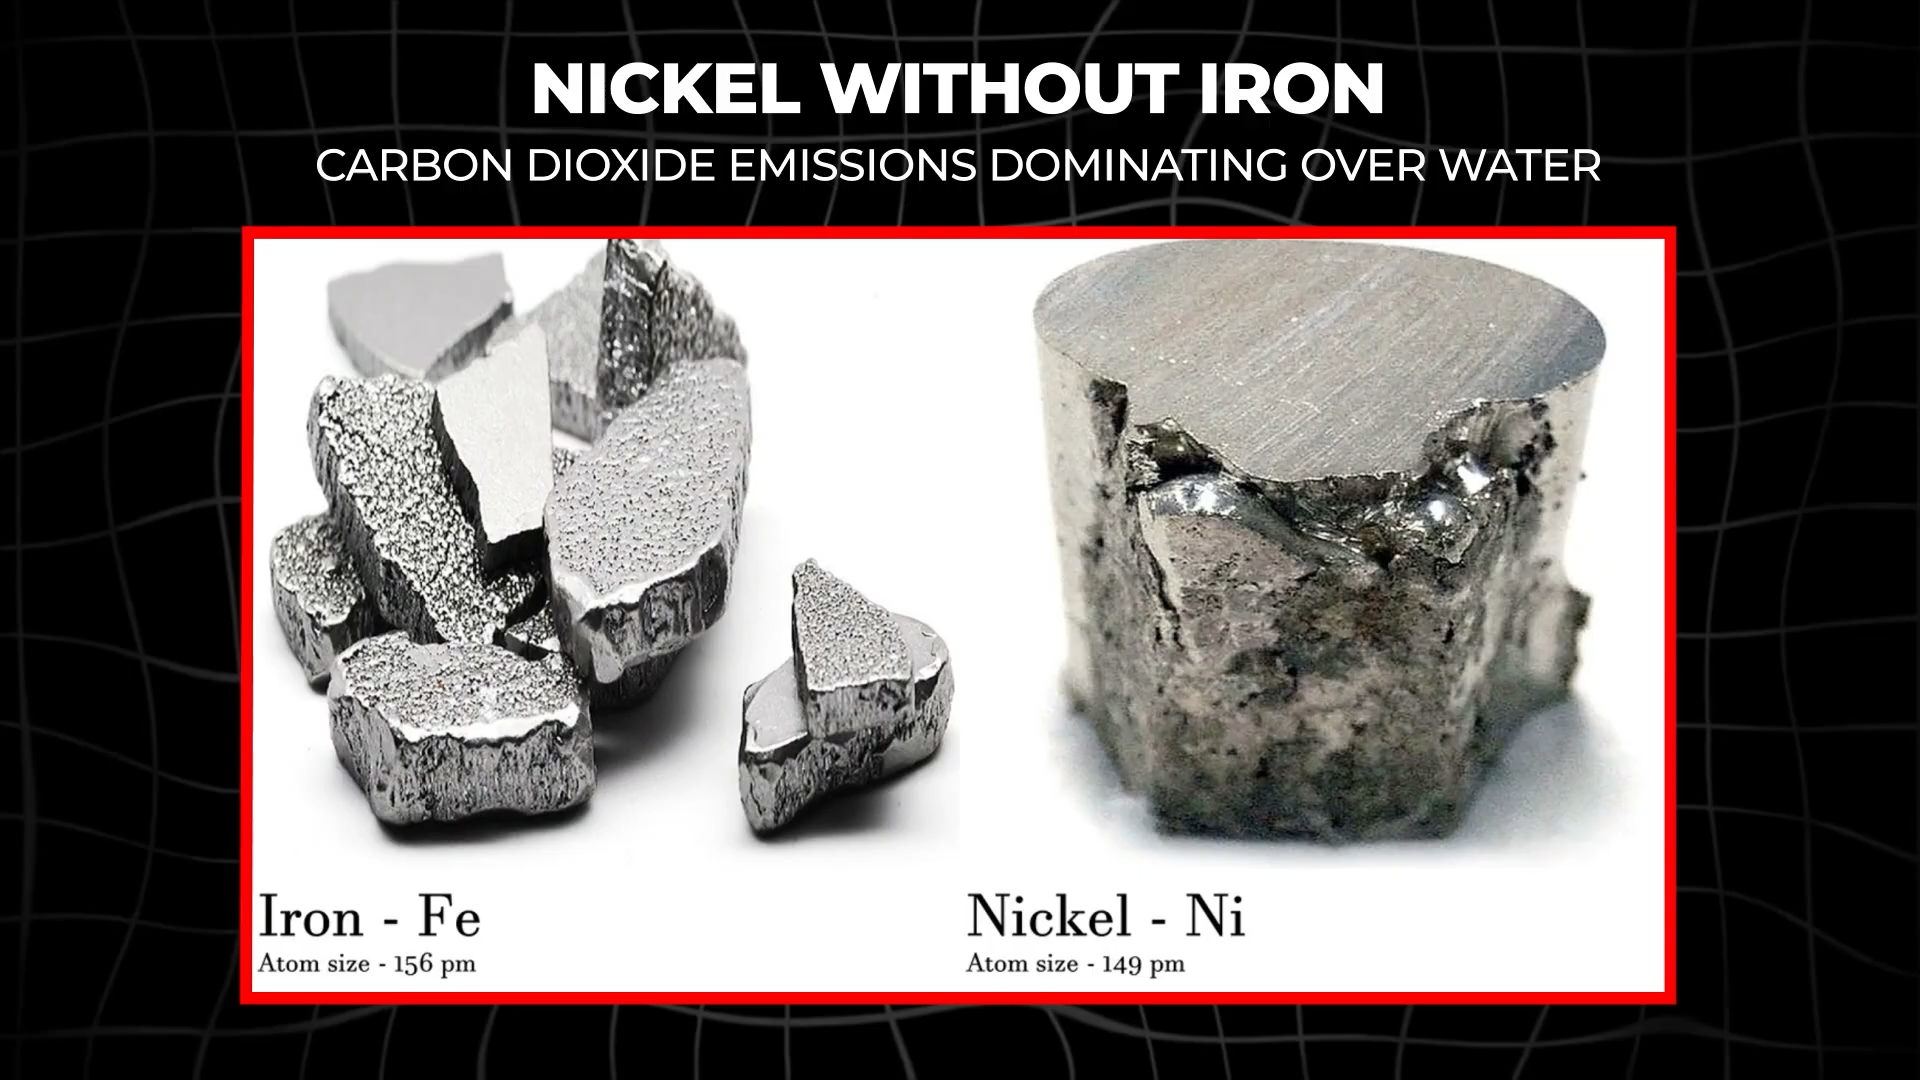 NICKEL WITHOUT IRON
CARBON DIOXIDE EMISSIONS DOMINATING OVER WATER
Iron - Fe
Atom size - 156 pm
Nickel - Ni
Atom size - 149 pm